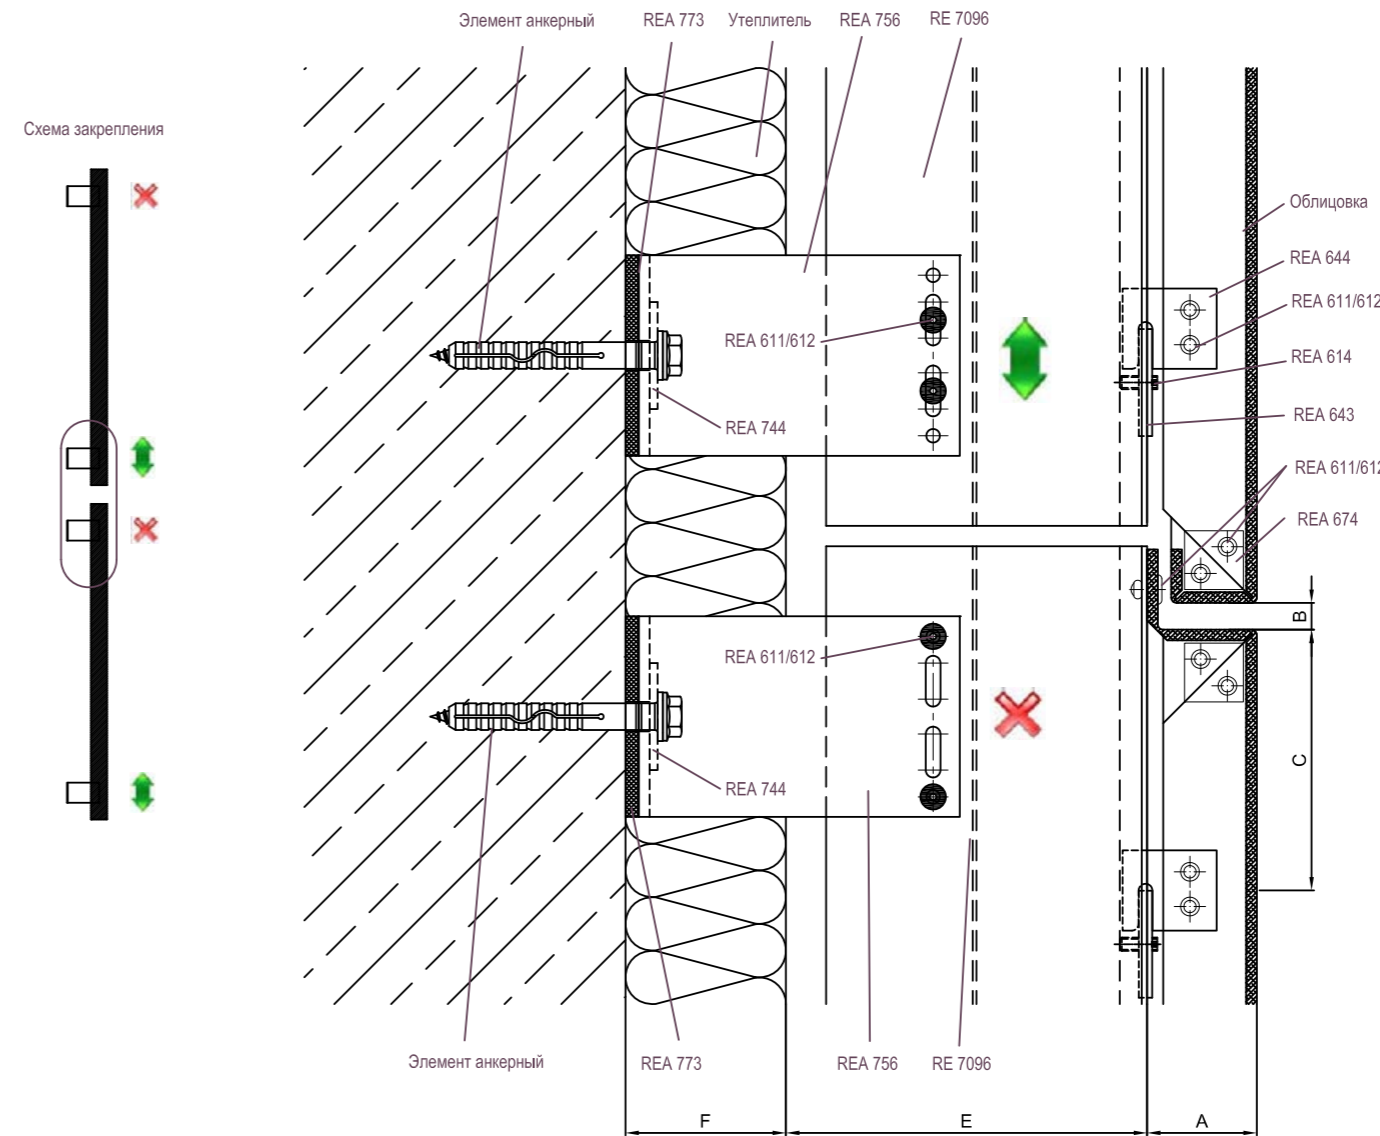 Элемент анкерный
REA 773
Утеплитель
REA 756
RE 7096
Схема закрепления
Облицовка
REA 644
REA 611/612
REA 614
REA 643
REA 611/612
REA 674
REA 611/612
REA 744
REA 611/612
REA 744
B
C
Элемент анкерный
REA 773
REA 756
RE 7096
F
E
A